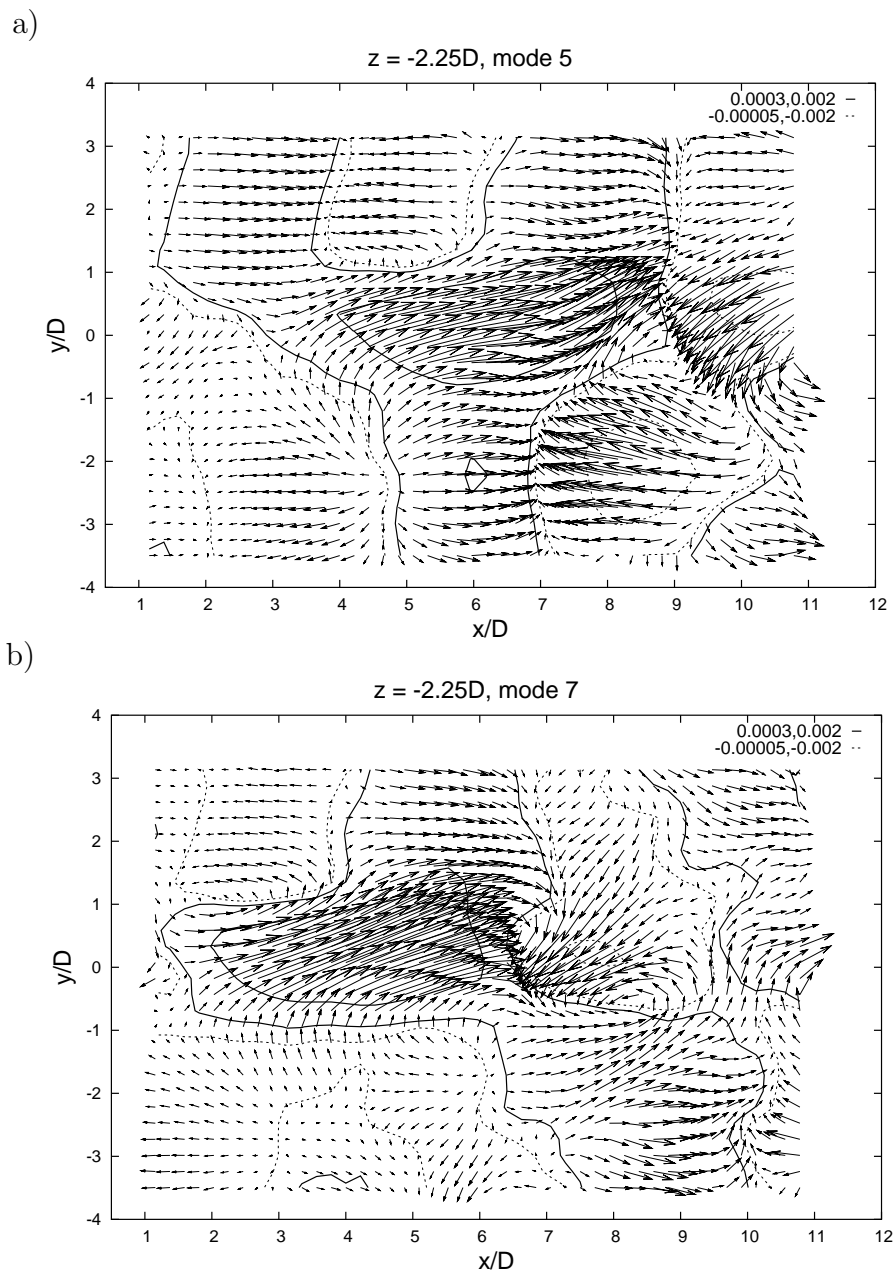 a)
z = -2.25D, mode 5
0.0003,0.002
-0.00005,-0.002
4
3
2
1
0
-1
-2
-3
-4
y/D
1 2 3 4 5 6 7 8 9 10 11 12
x/D
b)
z = -2.25D, mode 7
0.0003,0.002
-0.00005,-0.002
4
3
2
1
0
-1
-2
-3
-4
y/D
1 2 3 4 5 6 7 8 9 10 11 12
x/D